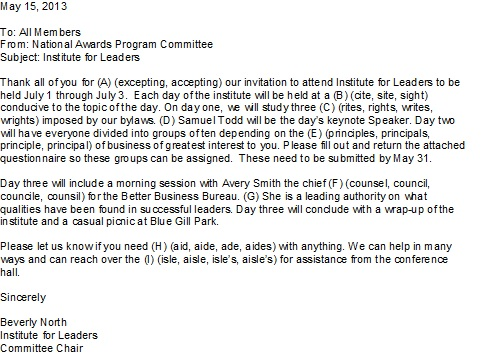 May 15, 2013
To: All Members
From: National Awards Program Committee
Subject: Institute for Leaders
Thank all of you for (A) (excepting, accepting) our invitation to attend Institute for Leaders to be
held July 1 through July 3.  Each day of the institute will be held at a (B) (cite, site, sight)
conducive to the topic of the day. On day one, we will study three (C) (rites, rights, writes,
wrights) imposed by our bylaws. (D) Samuel Todd will be the day's keynote Speaker. Day two
will have everyone divided into groups of ten depending on the (E) (principles, principals,
principle, principal) of business of greatest interest to you. Please fill out and return the attached
questionnaire so these groups can be assigned.  These need to be submitted by May 31.
Day three will include a morning session with Avery Smith the chief (F) (counsel, council,
councile, counsil) for the Better Business Bureau. (G) She is a leading authority on what
qualities have been found in successful leaders. Day three will conclude with a wrap-up of the
institute and a casual picnic at Blue Gill Park.
Please let us know if you need (H) (aid, aide, ade, aides) with anything. We can help in many
ways and can reach over the (I) (isle, aisle, isle's, aisle's) for assistance from the conference
hall.
Sincerely
Beverly North
Institute for Leaders
Committee Chair